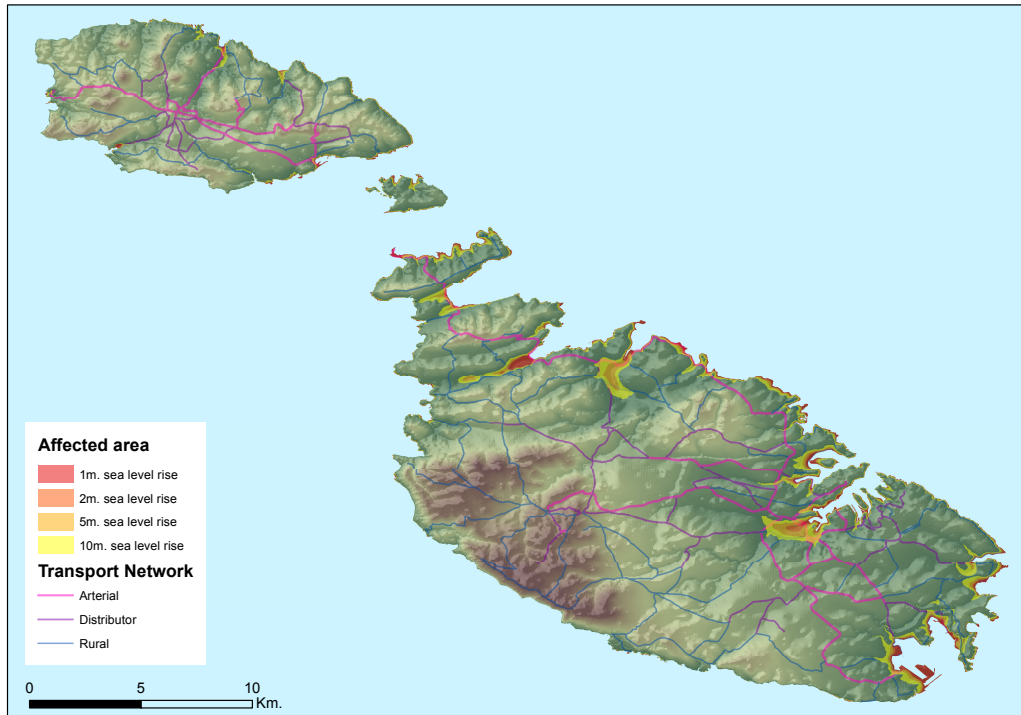 Affected area
1m. sea level rise
2m. sea level rise
5m. sea level rise
10m. sea level rise
Transport Network
Arterial
Distributor
Rural
0 5 10
Km.